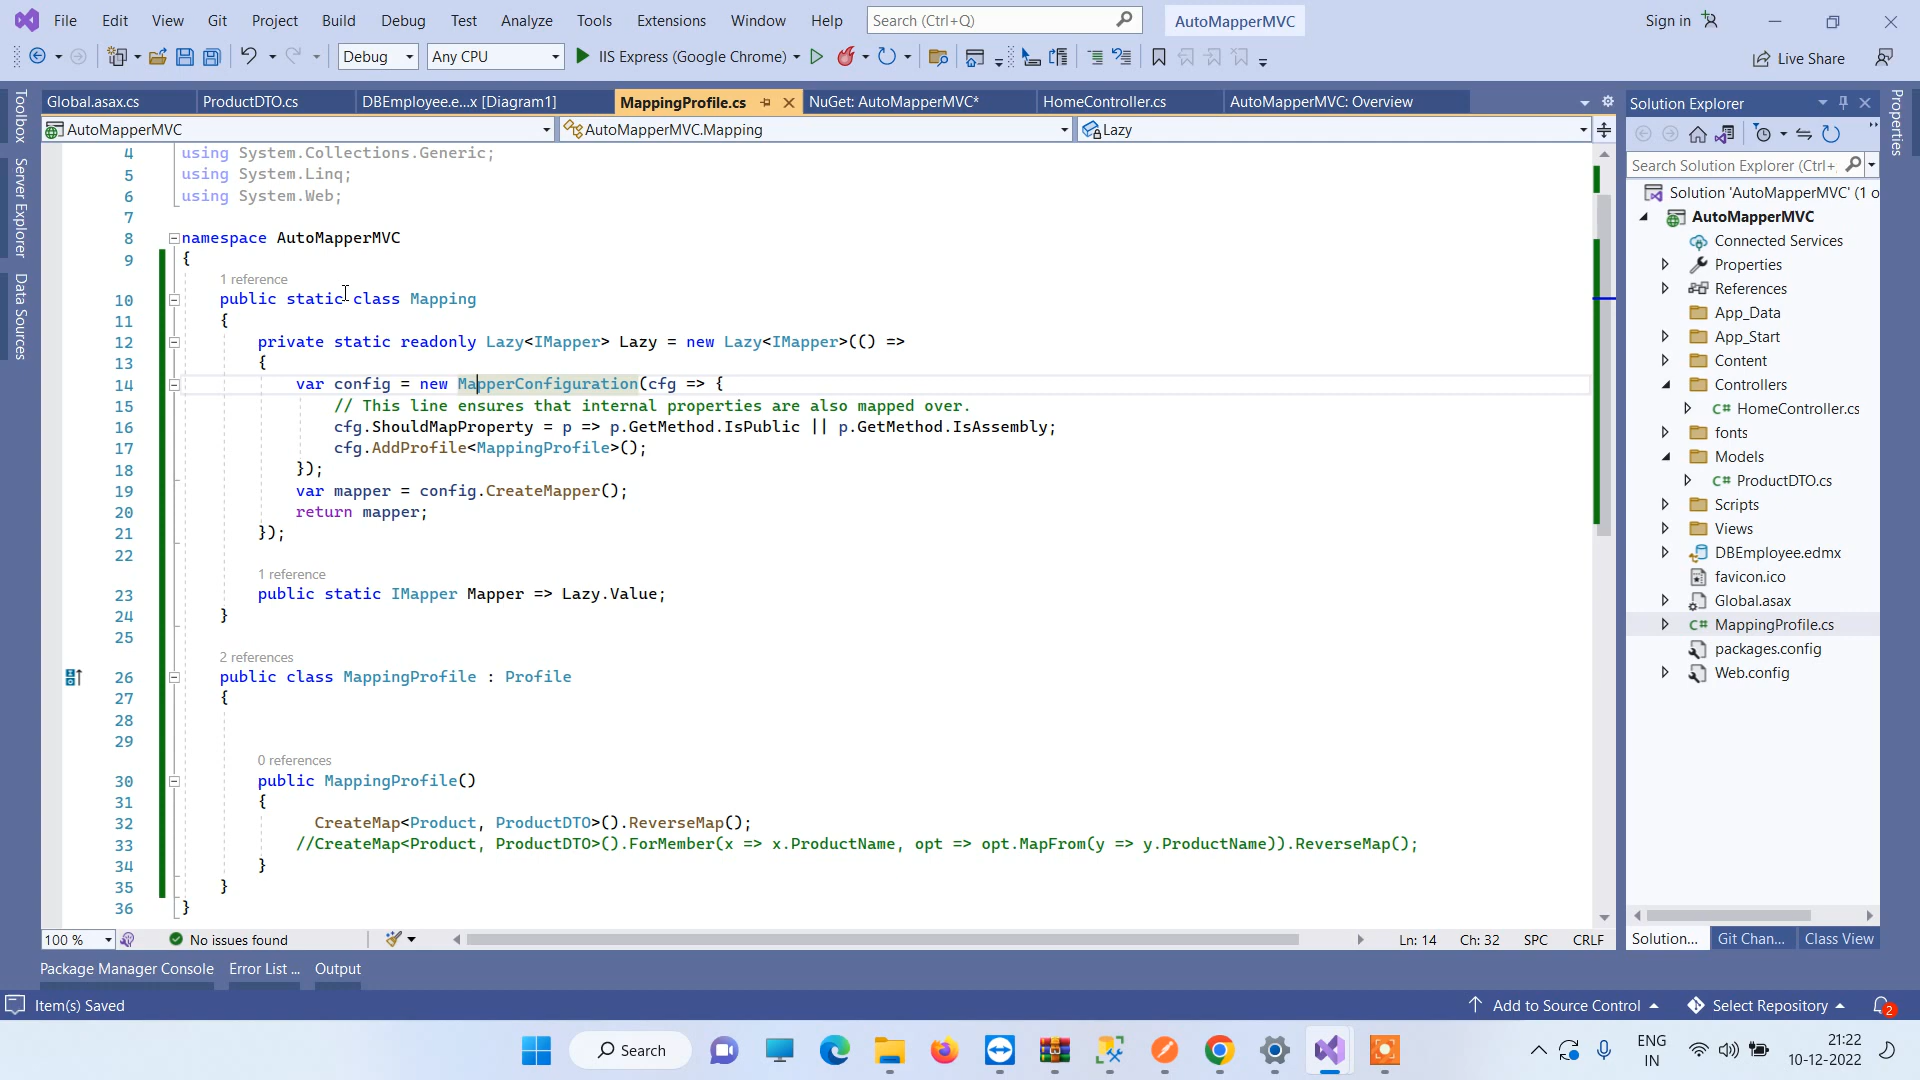 File Edit View Git Project Build Debug Test Analyze Tools Extensions Window Help Search (Ctrl+Q) AutoMapperMVC Sign in
Debug Any CPU IIS Express (Google Chrome) Live Share
Global.asax.cs ProductDTO.cs DBEmployee.e...x [Diagram1] MappingProfile.cs NuGet: AutoMapperMVC* HomeController.cs AutoMapperMVC: Overview
AutoMapperMVC AutoMapperMVC.Mapping Lazy
Toolbox
Server Explorer
Data Sources
4 using System.Collections.Generic;
5 using System.Linq;
6 using System.Web;
7
8 namespace AutoMapperMVC
9 {
1 reference
10 public static class Mapping
11 {
12 private static readonly Lazy<IMapper> Lazy = new Lazy<IMapper>(() =>
13 {
14 var config = new MapperConfiguration(cfg => {
15 // This line ensures that internal properties are also mapped over.
16 cfg.ShouldMapProperty = p => p.GetMethod.IsPublic || p.GetMethod.IsAssembly;
17 cfg.AddProfile<MappingProfile>();
18 });
19 var mapper = config.CreateMapper();
20 return mapper;
21 });
22
1 reference
23 public static IMapper Mapper => Lazy.Value;
24 }
25
2 references
26 public class MappingProfile : Profile
27 {
28
29
0 references
30 public MappingProfile()
31 {
32 CreateMap<Product, ProductDTO>().ReverseMap();
33 //CreateMap<Product, ProductDTO>().ForMember(x => x.ProductName, opt => opt.MapFrom(y => y.ProductName)).ReverseMap();
34 }
35 }
36 }
100 % No issues found Ln: 14 Ch: 32 SPC CRLF
Solution Explorer
Search Solution Explorer (Ctrl+
Solution 'AutoMapperMVC' (1 o
AutoMapperMVC
Connected Services
Properties
References
App_Data
App_Start
Content
Controllers
C# HomeController.cs
fonts
Models
C# ProductDTO.cs
Scripts
Views
DBEmployee.edmx
favicon.ico
Global.asax
C# MappingProfile.cs
packages.config
Web.config
Solution... Git Chan... Class View
Properties
Package Manager Console Error List ... Output
Item(s) Saved Add to Source Control Select Repository 2
Search
ENG
IN
21:22
10-12-2022